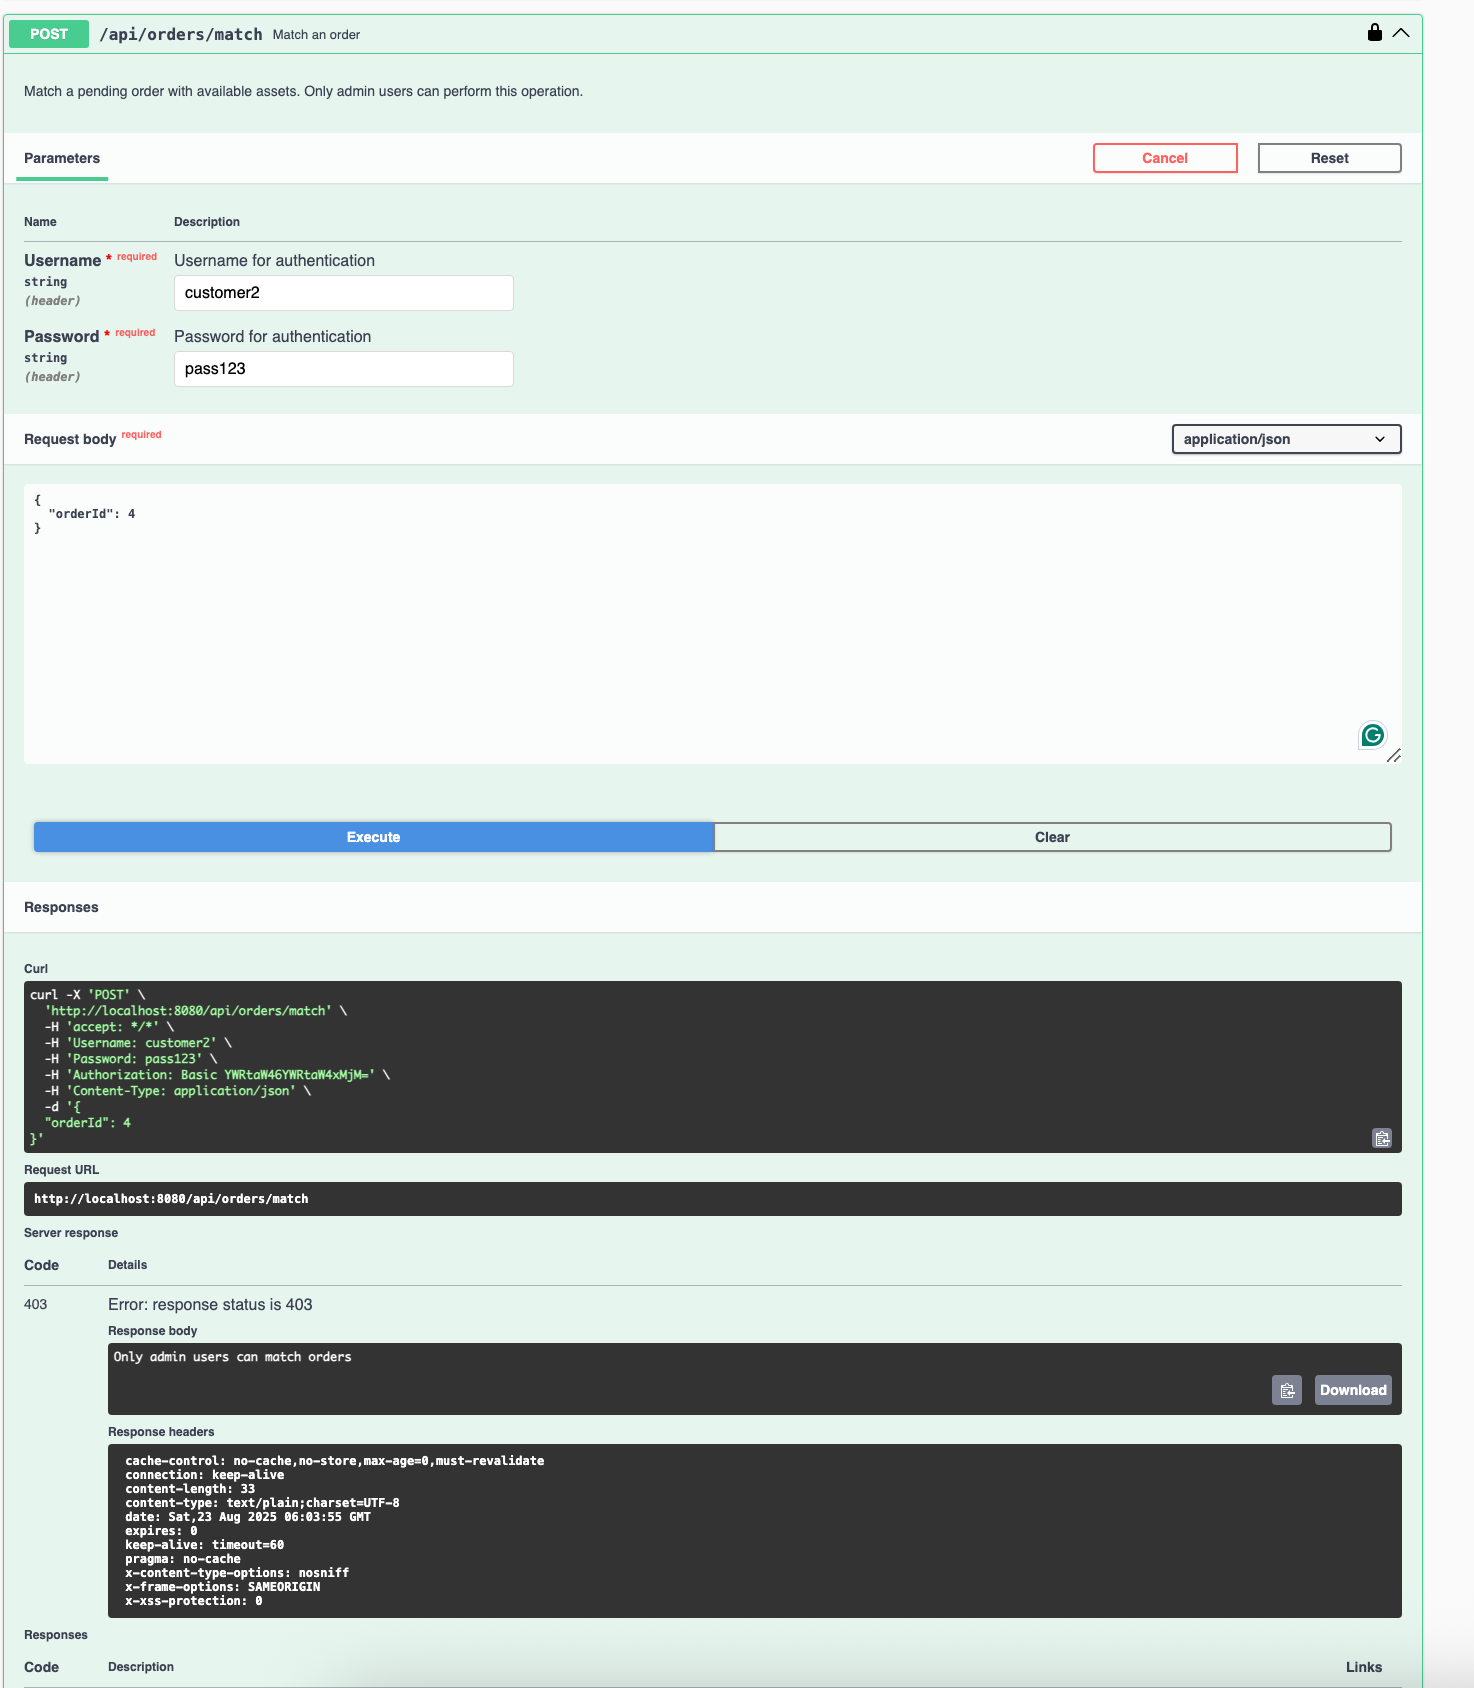 POST /api/orders/match Match an order
Match a pending order with available assets. Only admin users can perform this operation.
Parameters
Cancel
Reset
Name Description
Username * required Username for authentication
string
(header)
customer2
Password * required Password for authentication
string
(header)
pass123
Request body required
application/json
{
"orderId": 4
}
Execute
Clear
Responses
Curl
curl -X 'POST' \
'http://localhost:8080/api/orders/match' \
-H 'accept: */*' \
-H 'Username: customer2' \
-H 'Password: pass123' \
-H 'Authorization: Basic YWRtaW46YWRtaW4xMjM=' \
-H 'Content-Type: application/json' \
-d '{
"orderId": 4
}'
Request URL
http://localhost:8080/api/orders/match
Server response
Code Details
403 Error: response status is 403
Response body
Only admin users can match orders
Download
Response headers
cache-control: no-cache,no-store,max-age=0,must-revalidate
connection: keep-alive
content-length: 33
content-type: text/plain;charset=UTF-8
date: Sat,23 Aug 2025 06:03:55 GMT
expires: 0
keep-alive: timeout=60
pragma: no-cache
x-content-type-options: nosniff
x-frame-options: SAMEORIGIN
x-xss-protection: 0
Responses
Code Description Links